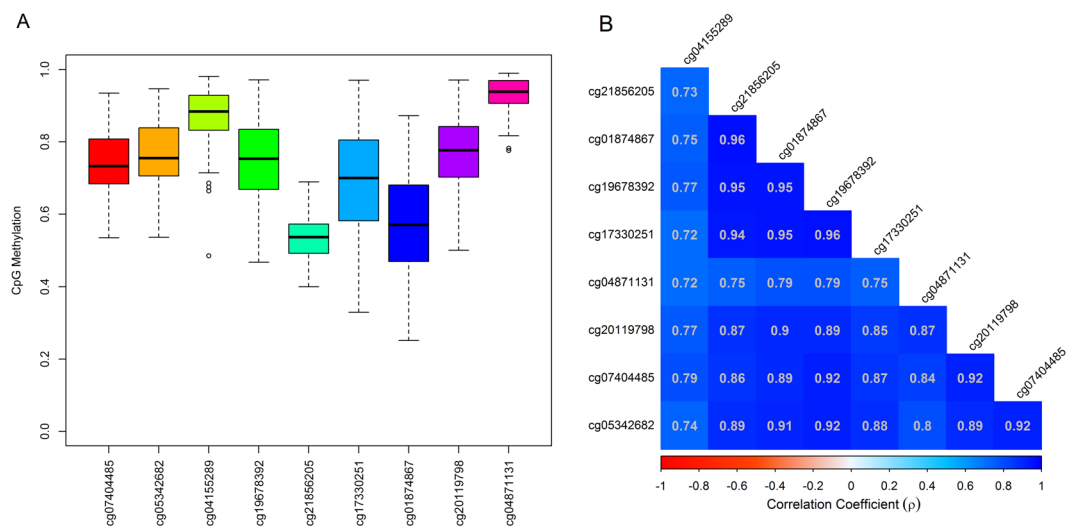 A
CpG Methylation
1.0
0.8
0.6
0.4
0.2
0.0
cg07404485
cg05342682
cg04155289
cg19678392
cg21856205
cg17330251
cg01874867
cg20119798
cg04871131
B
cg04155289
cg21856205
cg01874867
cg19678392
cg17330251
cg04871131
cg20119798
cg07404485
cg21856205 0.73
cg01874867 0.75 0.96
cg19678392 0.77 0.95 0.95
cg17330251 0.72 0.94 0.95 0.96
cg04871131 0.72 0.75 0.79 0.79 0.75
cg20119798 0.77 0.87 0.9 0.89 0.85 0.87
cg07404485 0.79 0.86 0.89 0.92 0.87 0.84 0.92
cg05342682 0.74 0.89 0.91 0.92 0.88 0.8 0.89 0.92
-1 -0.8 -0.6 -0.4 -0.2 0 0.2 0.4 0.6 0.8 1
Correlation Coefficient (ρ)